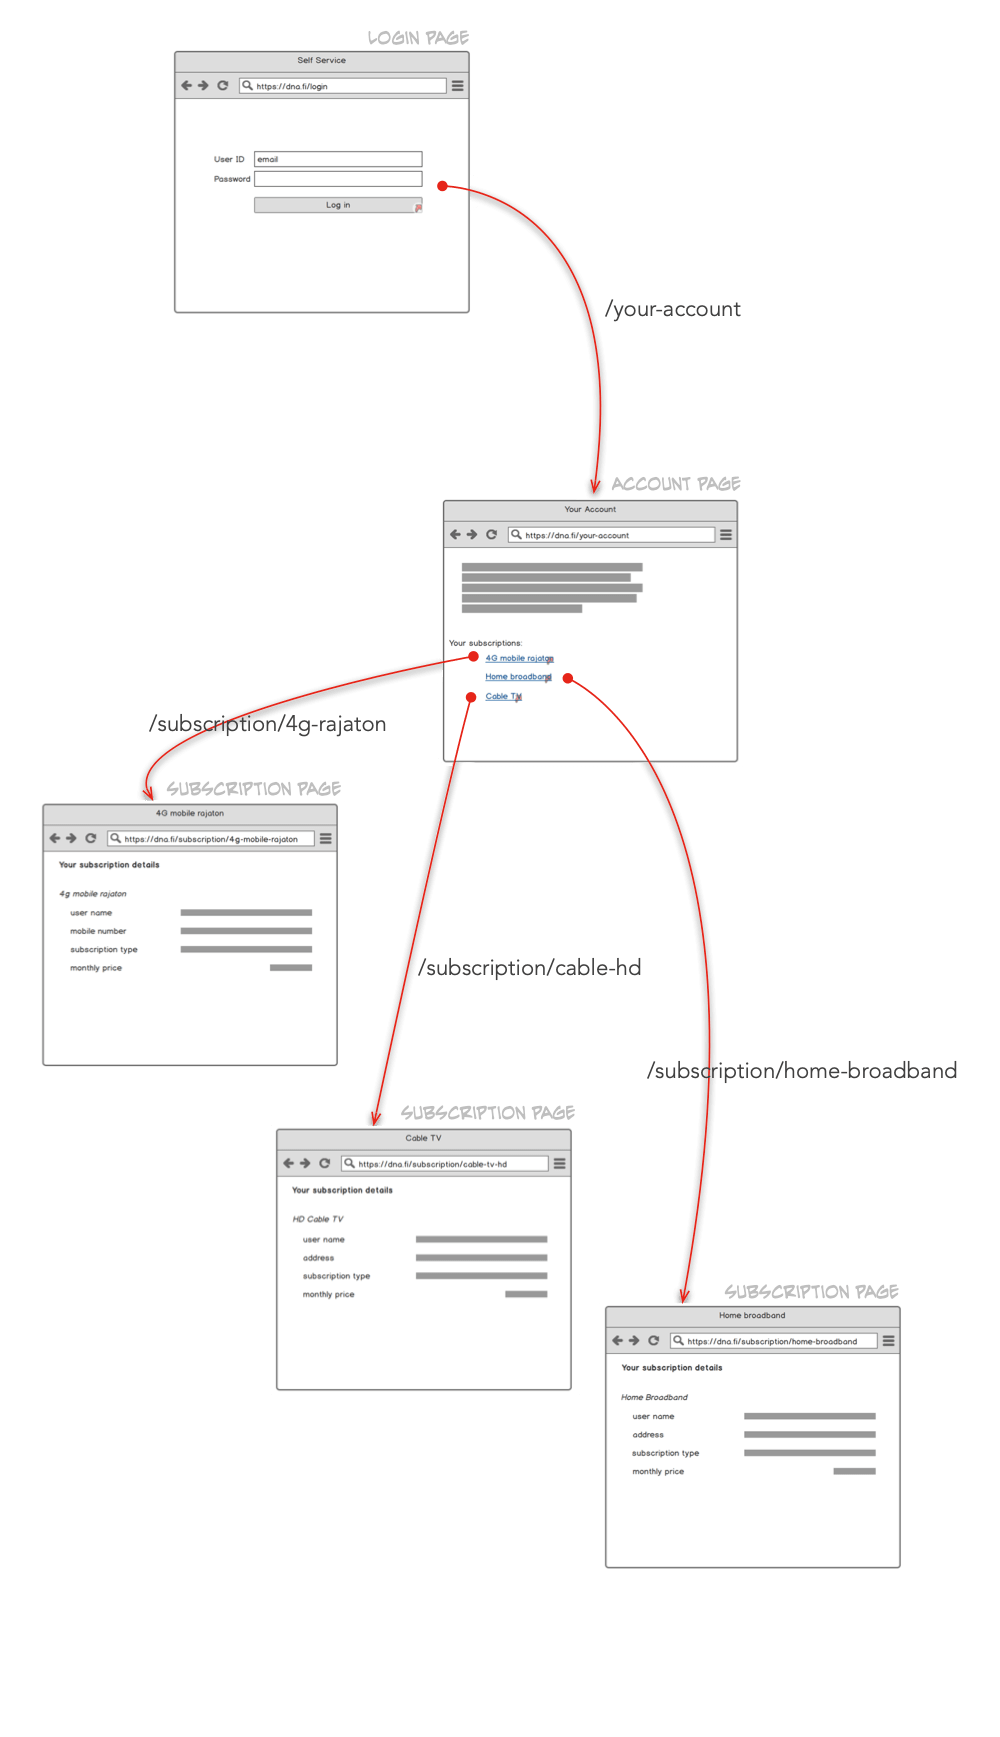 LOGIN PAGE
Self Service
https://dna.fi/login
User ID
email
Password
Log in
/your-account
ACCOUNT PAGE
Your Account
https://dna.fi/your-account
Your subscriptions:
4G mobile rajaton
Home broadband
Cable TV
/subscription/4g-rajaton
SUBSCRIPTION PAGE
4G mobile rajaton
https://dna.fi/subscription/4g-mobile-rajaton
Your subscription details
4g mobile rajaton
user name
mobile number
subscription type
monthly price
/subscription/cable-hd
/subscription/home-broadband
SUBSCRIPTION PAGE
Cable TV
https://dna.fi/subscription/cable-tv-hd
Your subscription details
HD Cable TV
user name
address
subscription type
monthly price
SUBSCRIPTION PAGE
Home broadband
https://dna.fi/subscription/home-broadband
Your subscription details
Home Broadband
user name
address
subscription type
monthly price